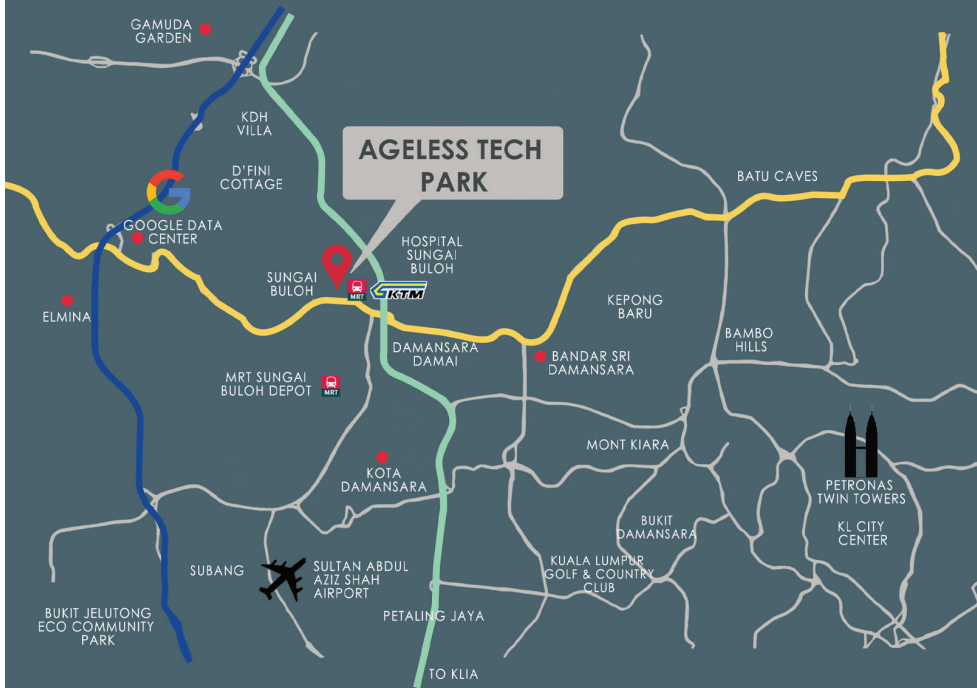 GAMUDA
GARDEN
KDH
VILLA
D'FINI
COTTAGE
AGELESS TECH
PARK
BATU CAVES
GOOGLE DATA
CENTER
HOSPITAL
SUNGAI
BULOH
SUNGAI
BULOH
MRT
KTM
ELMINA
KEPONG
BARU
DAMANSARA
DAMAI
BAMBO
HILLS
BANDAR SRI
DAMANSARA
MRT SUNGAI
BULOH DEPOT
MRT
MONT KIARA
KOTA
DAMANSARA
PETRONAS
TWIN TOWERS
BUKIT
DAMANSARA
KL CITY
CENTER
SUBANG
SULTAN ABDUL
AZIZ SHAH
AIRPORT
KUALA LUMPUR
GOLF & COUNTRY
CLUB
BUKIT JELUTONG
ECO COMMUNITY
PARK
PETALING JAYA
TO KLIA